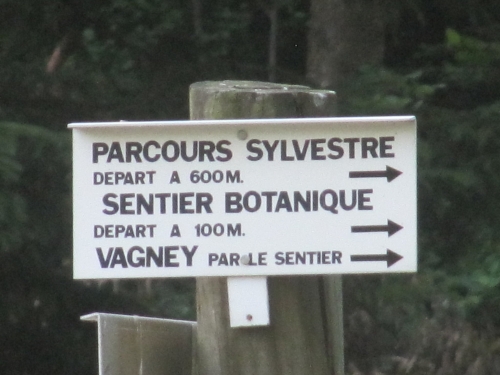 PARCOURS SYLVESTRE
DEPART A 600M.
SENTIER BOTANIQUE
DEPART A 100M.
VAGNEY PAR LE SENTIER